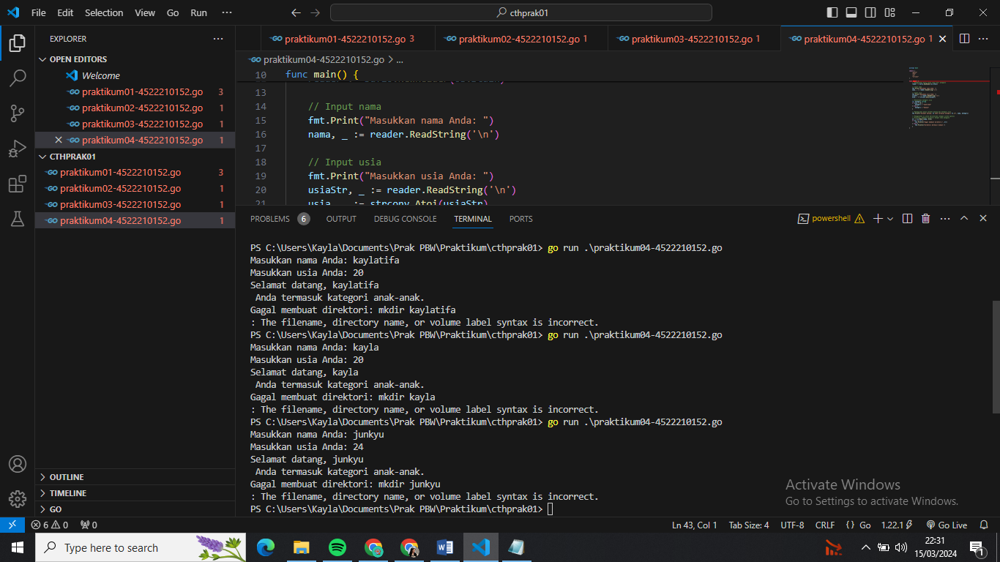 File Edit Selection View Go Run ··· cthprak01
EXPLORER ···
OPEN EDITORS
Welcome
praktikum01-4522210152.go 3
praktikum02-4522210152.go 1
praktikum03-4522210152.go 1
praktikum04-4522210152.go 1
CTHPRAK01
praktikum01-4522210152.go 3
praktikum02-4522210152.go 1
praktikum03-4522210152.go 1
praktikum04-4522210152.go 1
OUTLINE
TIMELINE
GO
praktikum01-4522210152.go 3 praktikum02-4522210152.go 1 praktikum03-4522210152.go 1 praktikum04-4522210152.go 1
praktikum04-4522210152.go > ...
10 func main() {
13
14 // Input nama
15 fmt.Print("Masukkan nama Anda: ")
16 nama, _ := reader.ReadString('\n')
17
18 // Input usia
19 fmt.Print("Masukkan usia Anda: ")
20 usiaStr, _ := reader.ReadString('\n')
21 usia, _ := strconv.Atoi(usiaStr)
PROBLEMS 6 OUTPUT DEBUG CONSOLE TERMINAL PORTS powershell
PS C:\Users\Kayla\Documents\Prak PBW\Praktikum\cthprak01> go run .\praktikum04-4522210152.go
Masukkan nama Anda: kaylatifa
Masukkan usia Anda: 20
Selamat datang, kaylatifa
Anda termasuk kategori anak-anak.
Gagal membuat direktori: mkdir kaylatifa
: The filename, directory name, or volume label syntax is incorrect.
PS C:\Users\Kayla\Documents\Prak PBW\Praktikum\cthprak01> go run .\praktikum04-4522210152.go
Masukkan nama Anda: kayla
Masukkan usia Anda: 20
Selamat datang, kayla
Anda termasuk kategori anak-anak.
Gagal membuat direktori: mkdir kayla
: The filename, directory name, or volume label syntax is incorrect.
PS C:\Users\Kayla\Documents\Prak PBW\Praktikum\cthprak01> go run .\praktikum04-4522210152.go
Masukkan nama Anda: junkyu
Masukkan usia Anda: 24
Selamat datang, junkyu
Anda termasuk kategori anak-anak.
Gagal membuat direktori: mkdir junkyu
: The filename, directory name, or volume label syntax is incorrect.
PS C:\Users\Kayla\Documents\Prak PBW\Praktikum\cthprak01>
Activate Windows
Go to Settings to activate Windows.
6 0 0 Ln 43, Col 1 Tab Size: 4 UTF-8 CRLF {} Go 1.22.1 Go Live
Type here to search
22:31
15/03/2024
1